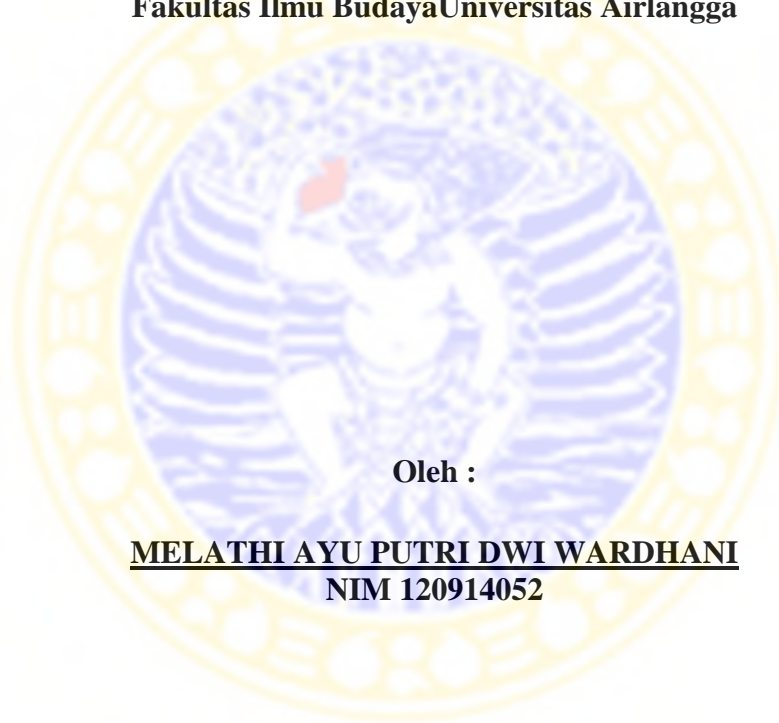 Fakultas Ilmu BudayaUniversitas Airlangga
Oleh :
MELATHI AYU PUTRI DWI WARDHANI
NIM 120914052